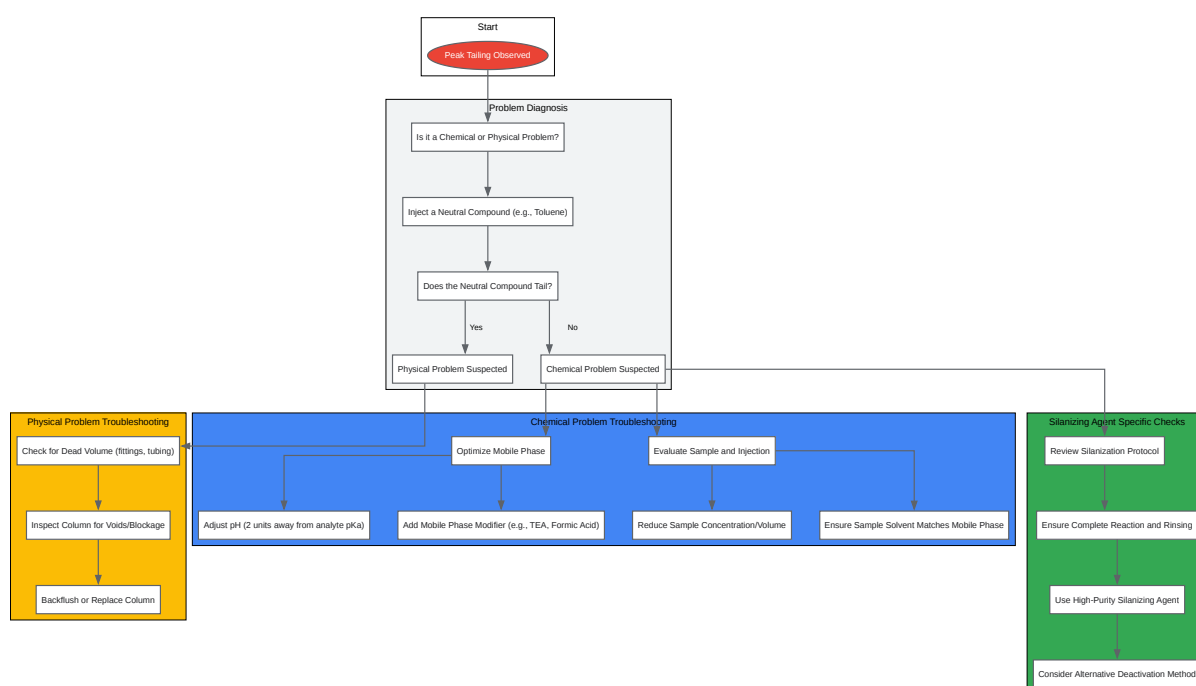 Start
Peak Tailing Observed
Problem Diagnosis
Is it a Chemical or Physical Problem?
Inject a Neutral Compound (e.g., Toluene)
Does the Neutral Compound Tail?
Yes
No
Physical Problem Suspected
Chemical Problem Suspected
Physical Problem Troubleshooting
Check for Dead Volume (fittings, tubing)
Inspect Column for Voids/Blockage
Backflush or Replace Column
Chemical Problem Troubleshooting
Optimize Mobile Phase
Evaluate Sample and Injection
Adjust pH (2 units away from analyte pKa)
Add Mobile Phase Modifier (e.g., TEA, Formic Acid)
Reduce Sample Concentration/Volume
Ensure Sample Solvent Matches Mobile Phase
Silanizing Agent Specific Checks
Review Silanization Protocol
Ensure Complete Reaction and Rinsing
Use High-Purity Silanizing Agent
Consider Alternative Deactivation Method